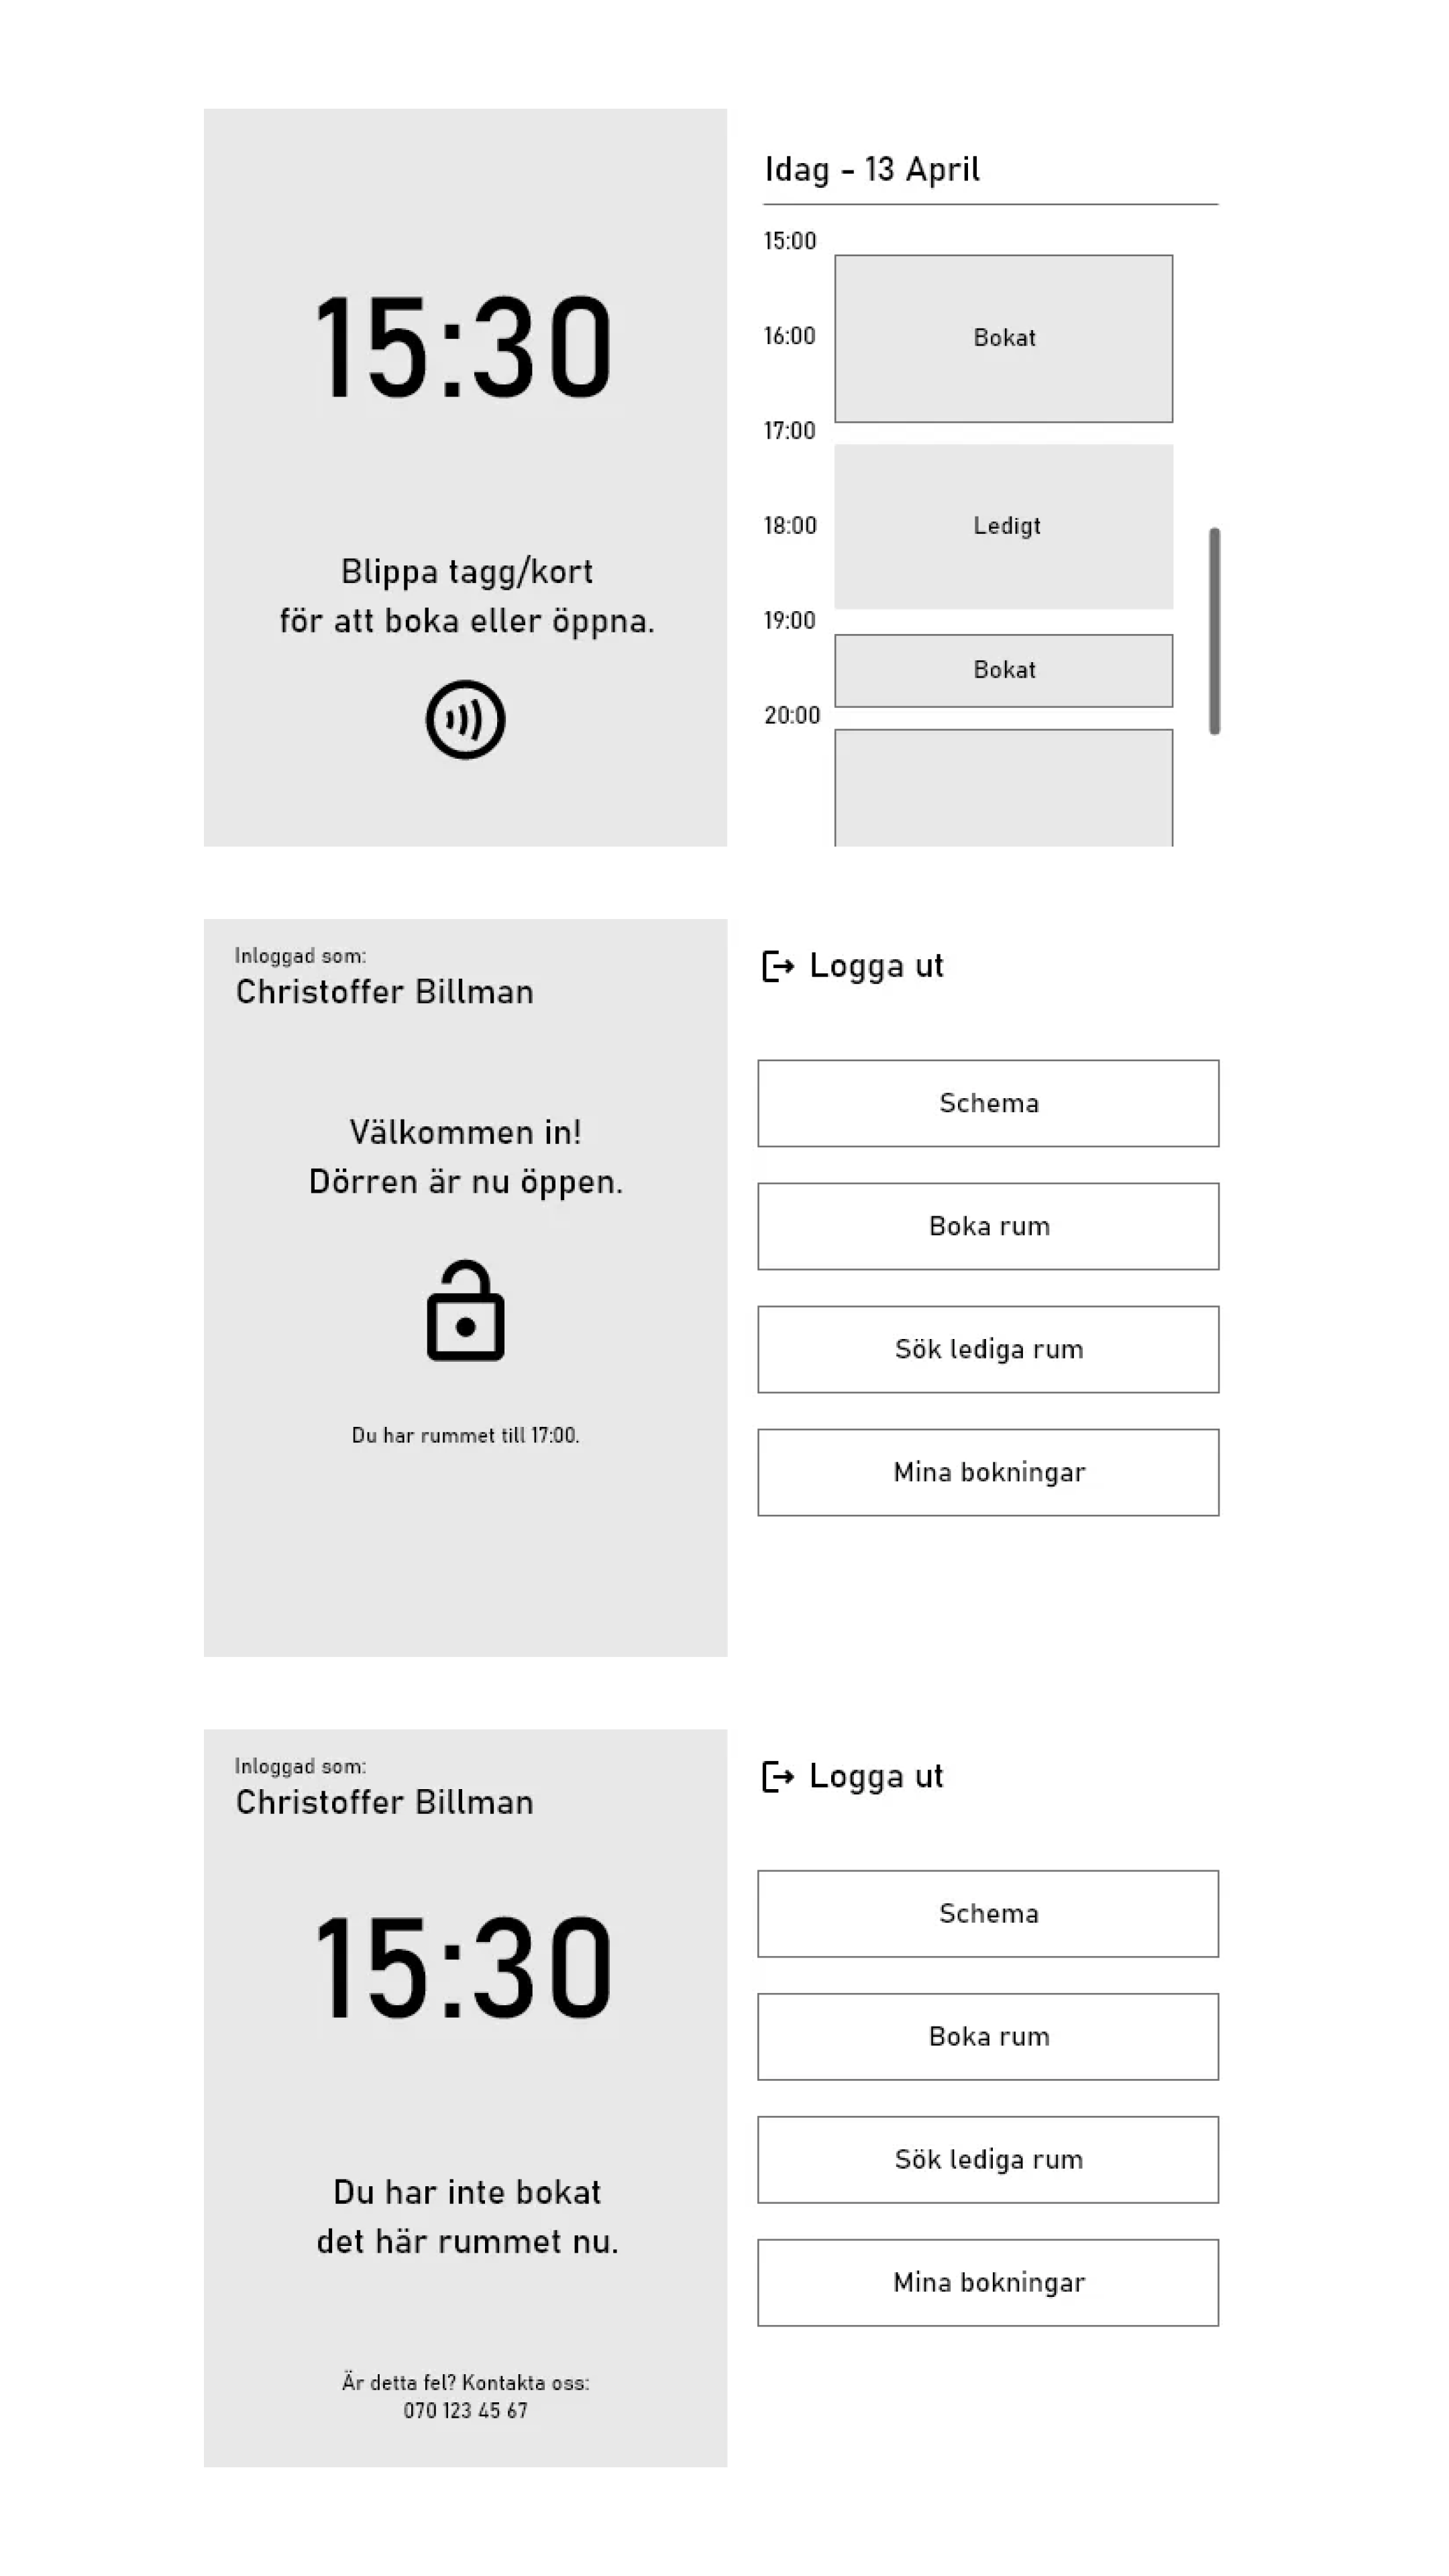 15:30
Blippa tagg/kort
för att boka eller öppna.
Idag - 13 April
15:00
Bokat
16:00
17:00
Ledigt
18:00
19:00
Bokat
20:00
Inloggad som:
Christoffer Billman
Välkommen in!
Dörren är nu öppen.
Du har rummet till 17:00.
Logga ut
Schema
Boka rum
Sök lediga rum
Mina bokningar
Inloggad som:
Christoffer Billman
15:30
Du har inte bokat
det här rummet nu.
Är detta fel? Kontakta oss:
070 123 45 67
Logga ut
Schema
Boka rum
Sök lediga rum
Mina bokningar